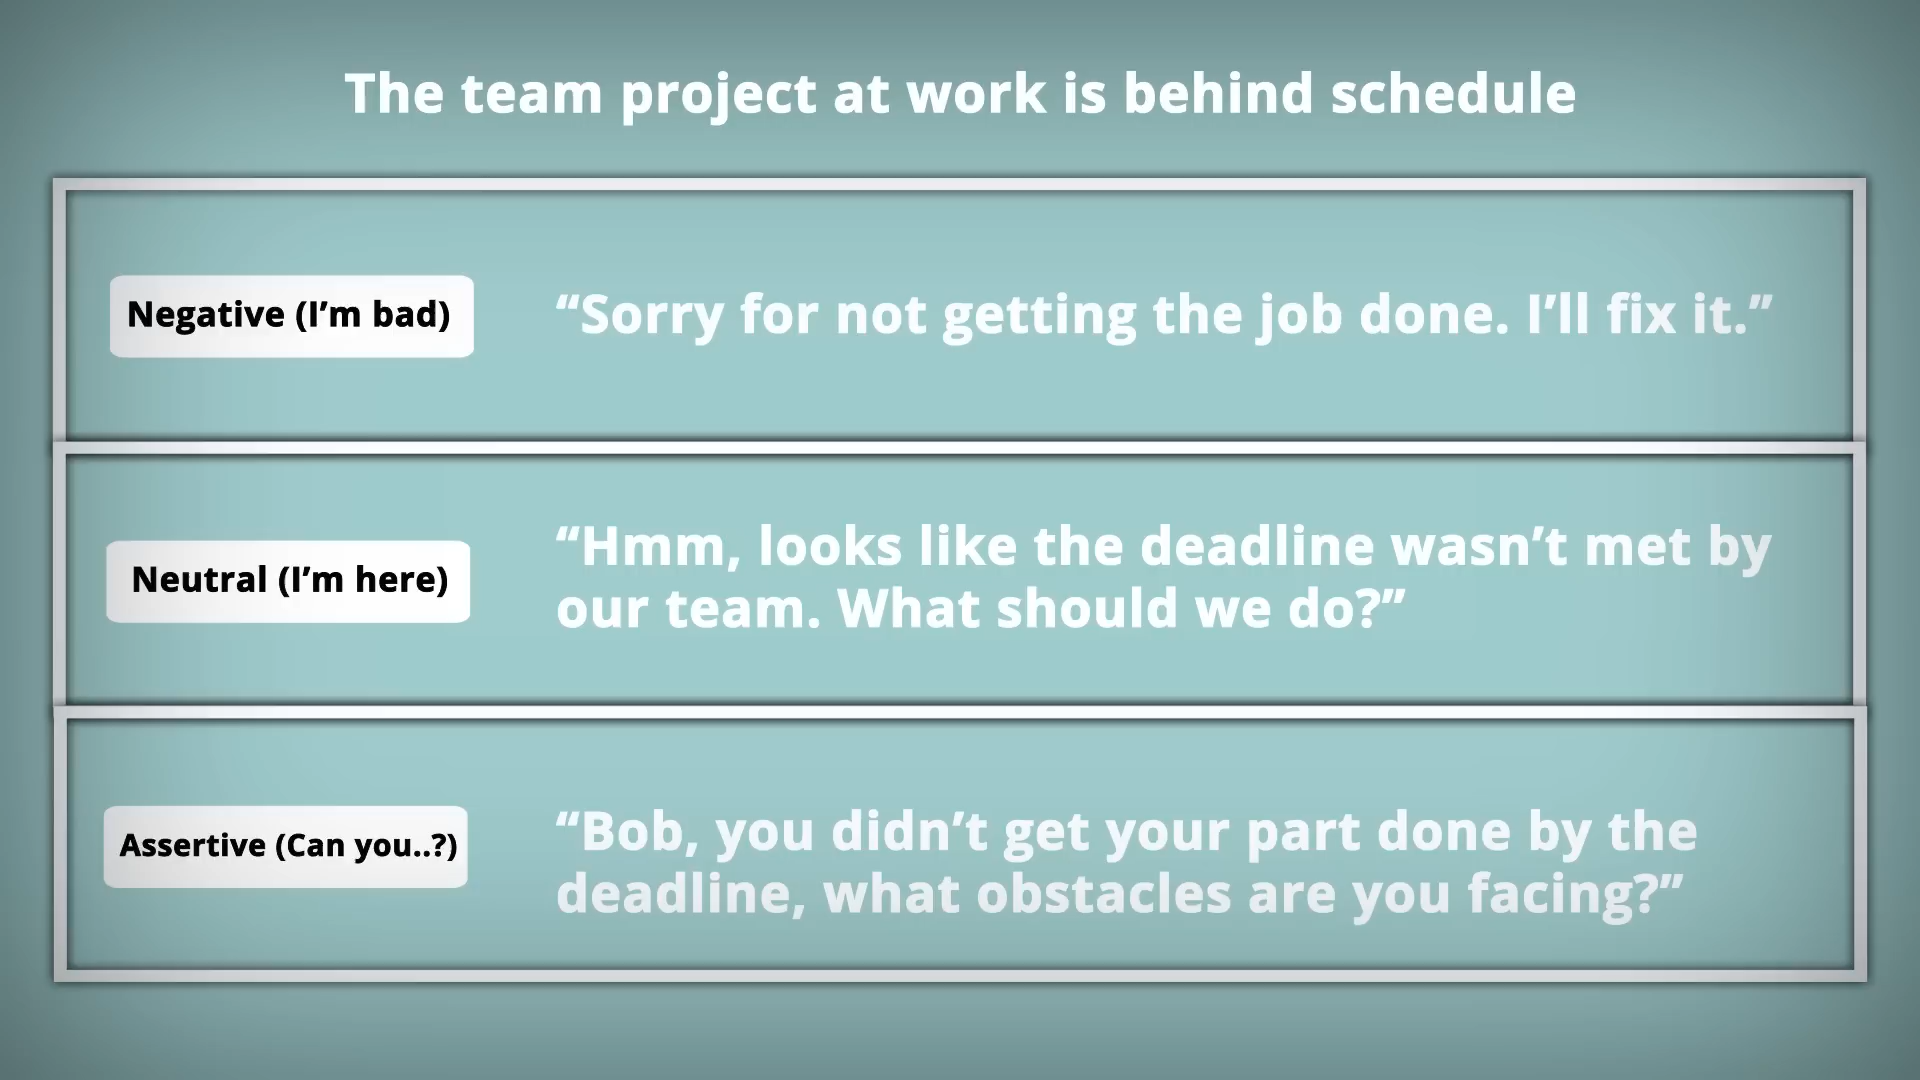 The team project at work is behind schedule
Negative (I’m bad)
“Sorry for not getting the job done. I’ll fix it.”
Neutral (I’m here)
“Hmm, looks like the deadline wasn’t met by
our team. What should we do?”
Assertive (Can you..?)
“Bob, you didn’t get your part done by the
deadline, what obstacles are you facing?”